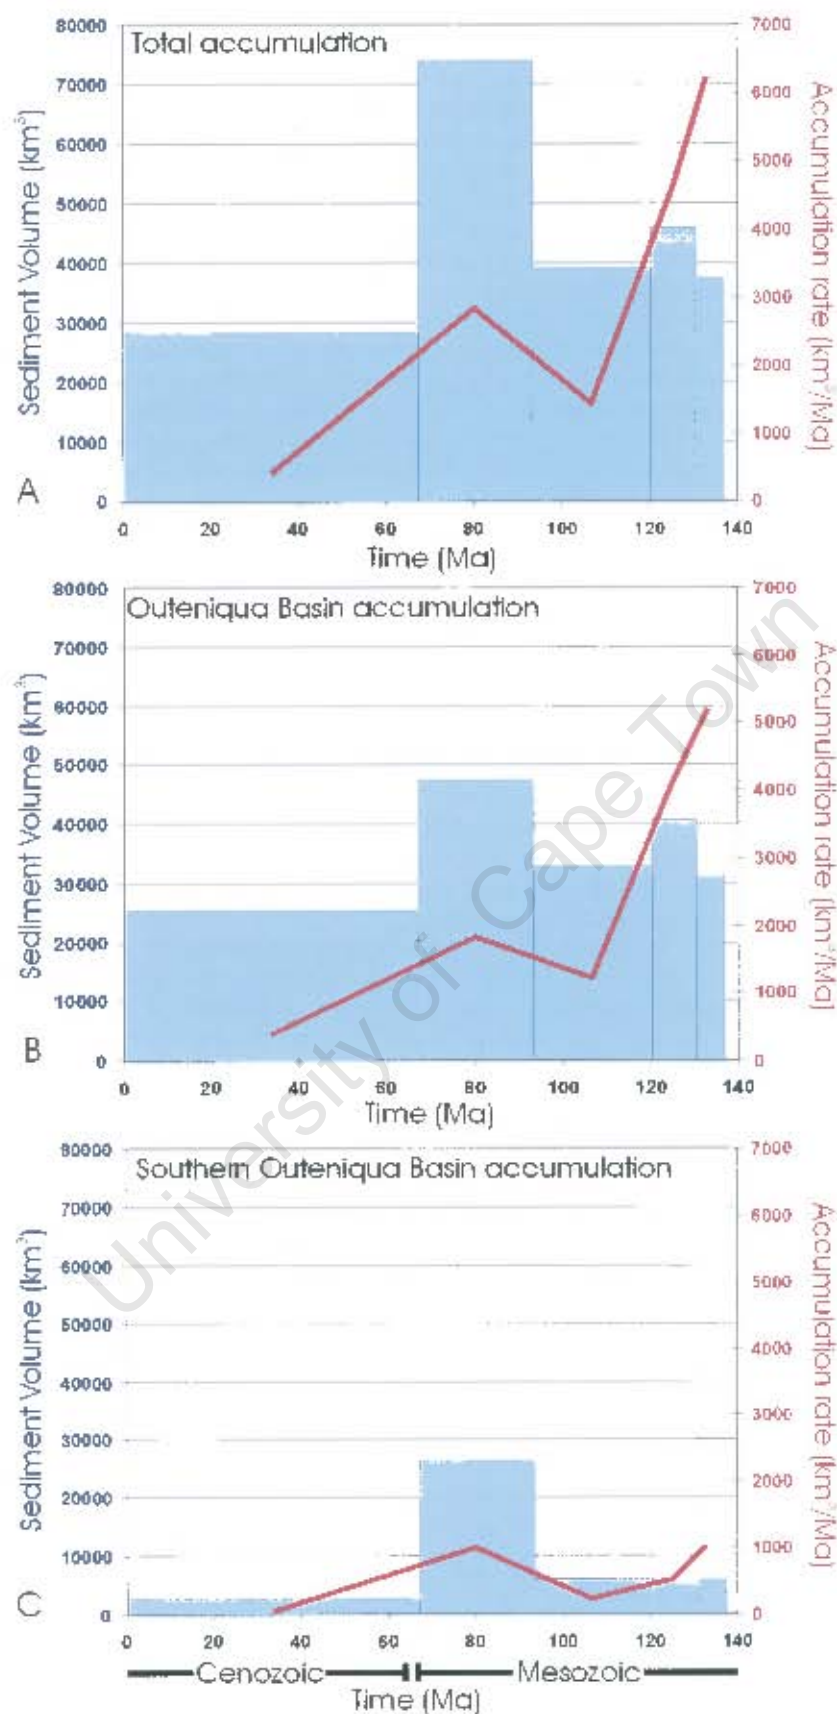 Total accumulation
Sediment Volume (km³)
80000
70000
60000
50000
40000
30000
20000
10000
0
Accumulation rate (km³/Ma)
7000
6000
5000
4000
3000
2000
1000
0
A
0 20 40 60 80 100 120 140
Time (Ma)
Outeniqua Basin accumulation
Sediment Volume (km³)
80000
70000
60000
50000
40000
30000
20000
10000
0
Accumulation rate (km³/Ma)
7000
6000
5000
4000
3000
2000
1000
0
B
0 20 40 60 80 100 120 140
Time (Ma)
Southern Outeniqua Basin accumulation
Sediment Volume (km³)
80000
70000
60000
50000
40000
30000
20000
10000
0
Accumulation rate (km³/Ma)
7000
6000
5000
4000
3000
2000
1000
0
C
0 20 40 60 80 100 120 140
Cenozoic Mesozoic
Time (Ma)
University of Cape Town